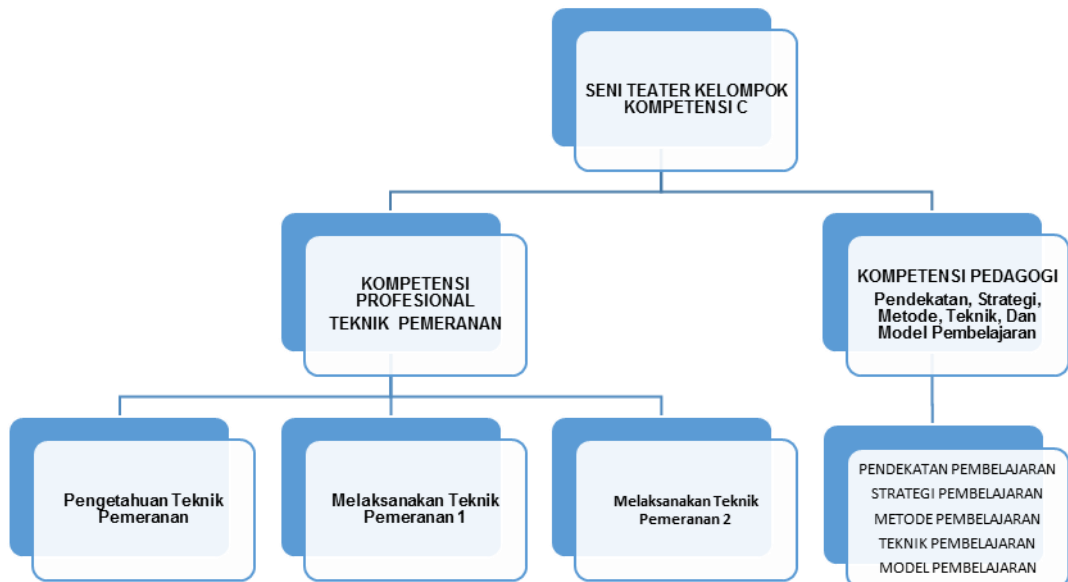 SENI TEATER KELOMPOK
KOMPETENSI C
KOMPETENSI
PROFESIONAL
TEKNIK PEMERANAN
KOMPETENSI PEDAGOGI
Pendekatan, Strategi,
Metode, Teknik, Dan
Model Pembelajaran
Pengetahuan Teknik
Pemeranan
Melaksanakan Teknik
Pemeranan 1
Melaksanakan Teknik
Pemeranan 2
PENDEKATAN PEMBELAJARAN
STRATEGI PEMBELAJARAN
METODE PEMBELAJARAN
TEKNIK PEMBELAJARAN
MODEL PEMBELAJARAN